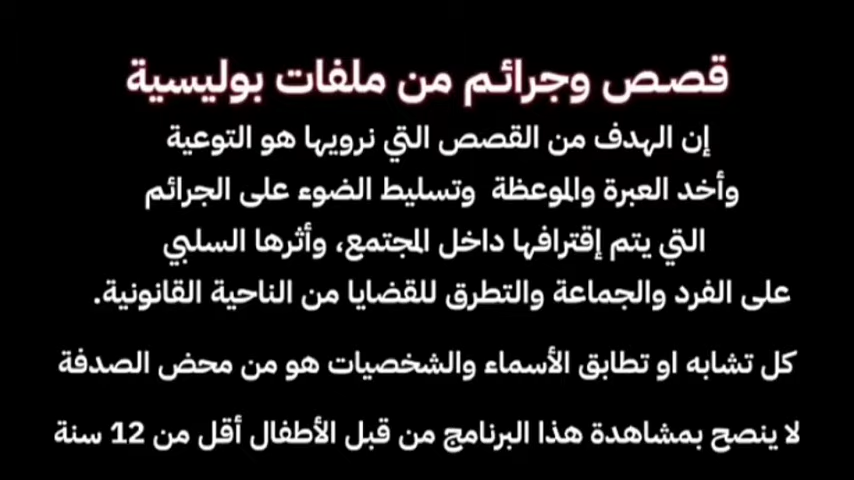 قصص وجرائم من ملفات بوليسية
إن الهدف من القصص التي نرويها هو التوعية
وأخد العبرة والموعظة وتسليط الضوء على الجرائم
التي يتم إقترافها داخل المجتمع، وأثرها السلبي
على الفرد والجماعة والتطرق للقضايا من الناحية القانونية.
كل تشابه او تطابق الأسماء والشخصيات هو من محض الصدفة
لا ينصح بمشاهدة هذا البرنامج من قبل الأطفال أقل من 12 سنة